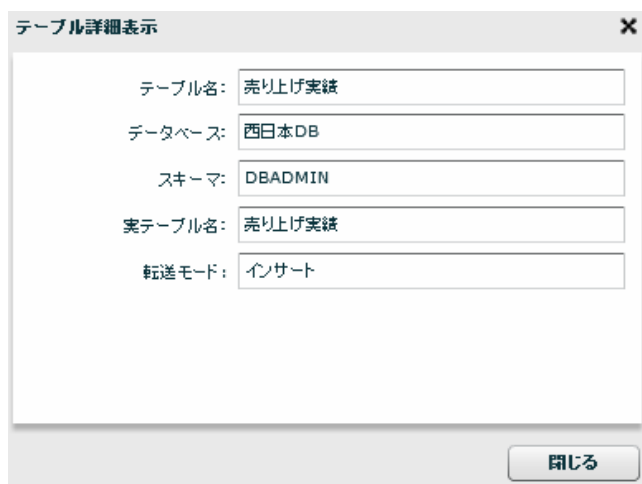 テーブル詳細表示
テーブル名: 売り上げ実績
データベース: 西日本DB
スキーマ: DBADMIN
実テーブル名: 売り上げ実績
転送モード: インサート
閉じる